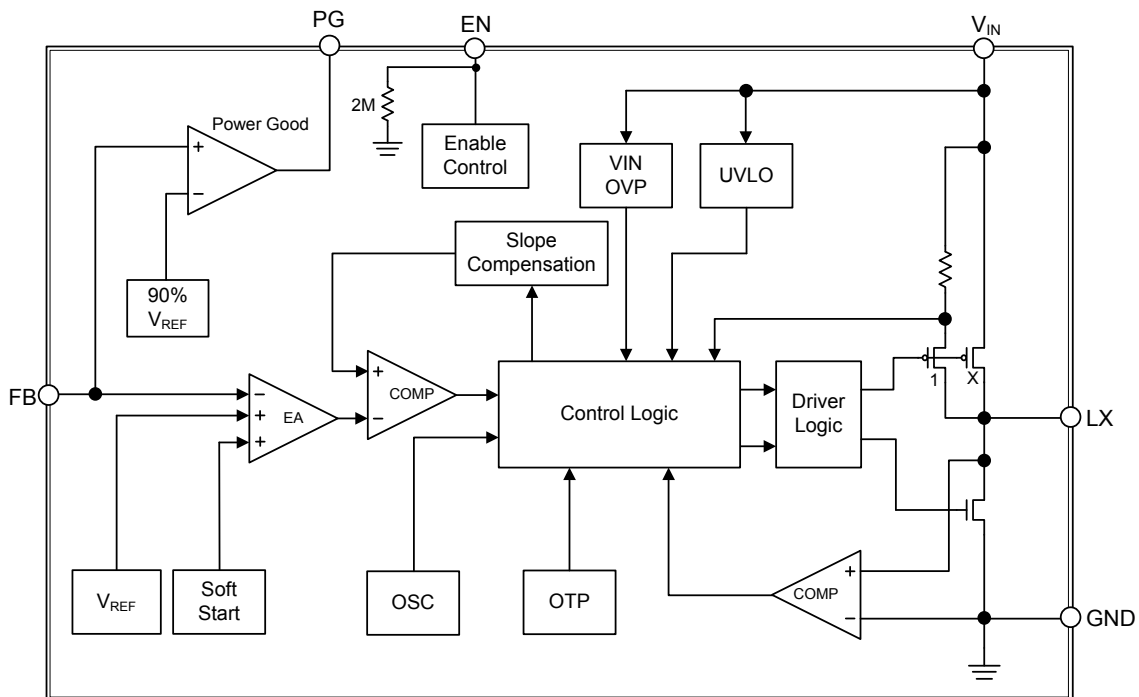 PG
EN
VIN
2M
Power Good
Enable
Control
VIN
OVP
UVLO
+
−
Slope
Compensation
90%
VREF
FB
−
+
+
EA
+
−
COMP
Control Logic
Driver
Logic
1
X
LX
VREF
Soft
Start
OSC
OTP
COMP
+
−
GND